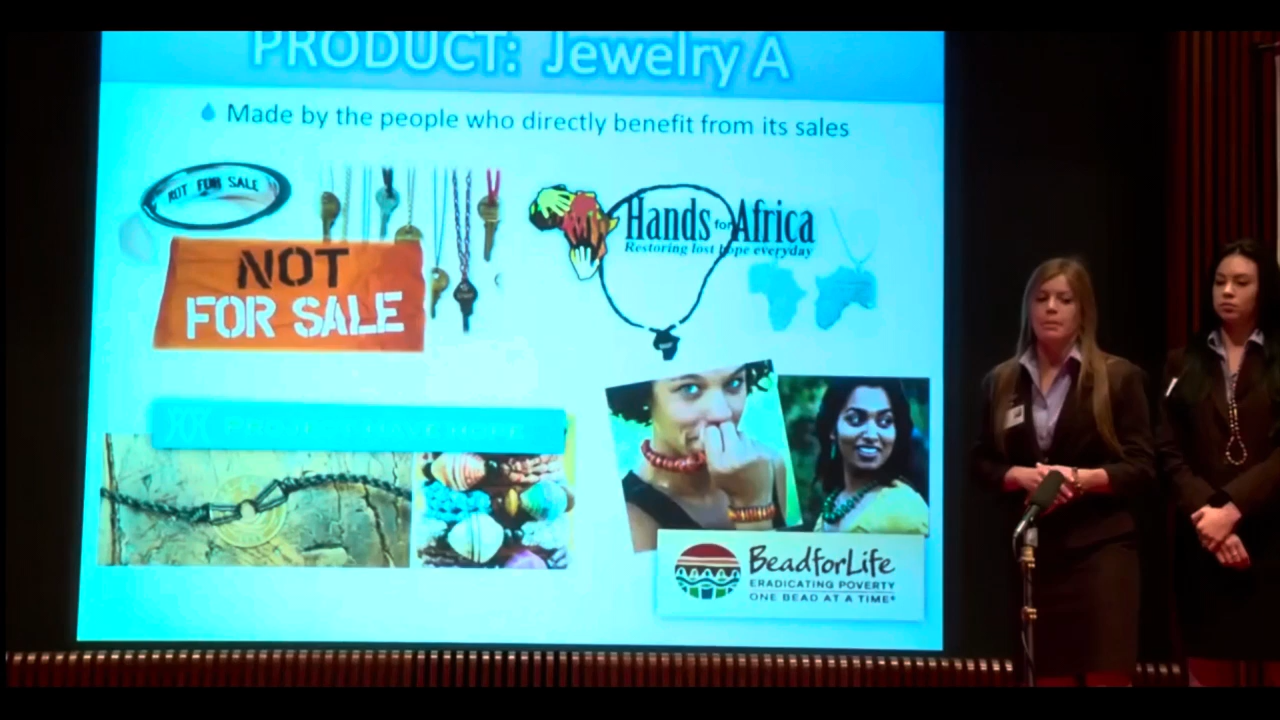 PRODUCT: Jewelry A
Made by the people who directly benefit from its sales
NOT FOR SALE
NOT
FOR SALE
Hands for Africa
Restoring lost hope everyday
BeadforLife
ERADICATING POVERTY
ONE BEAD AT A TIME®